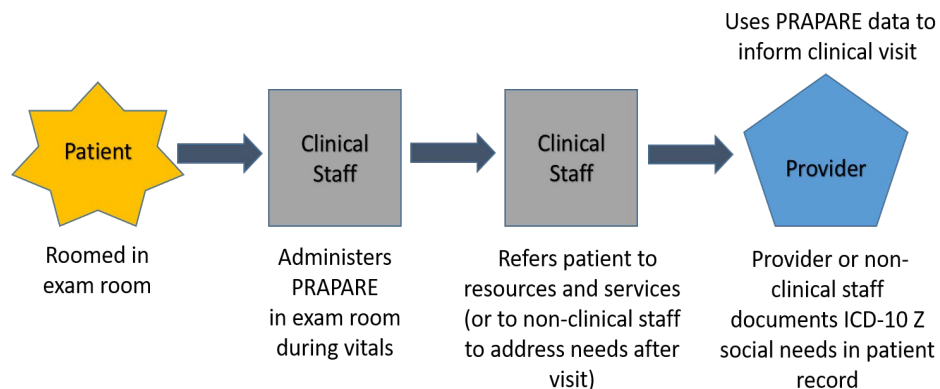 Uses PRAPARE data to
inform clinical visit
Patient
Clinical
Staff
Clinical
Staff
Provider
Roomed in
exam room
Administers
PRAPARE
in exam room
during vitals
Refers patient to
resources and services
(or to non-clinical staff
to address needs after
visit)
Provider or non-
clinical staff
documents ICD-10 Z
social needs in patient
record